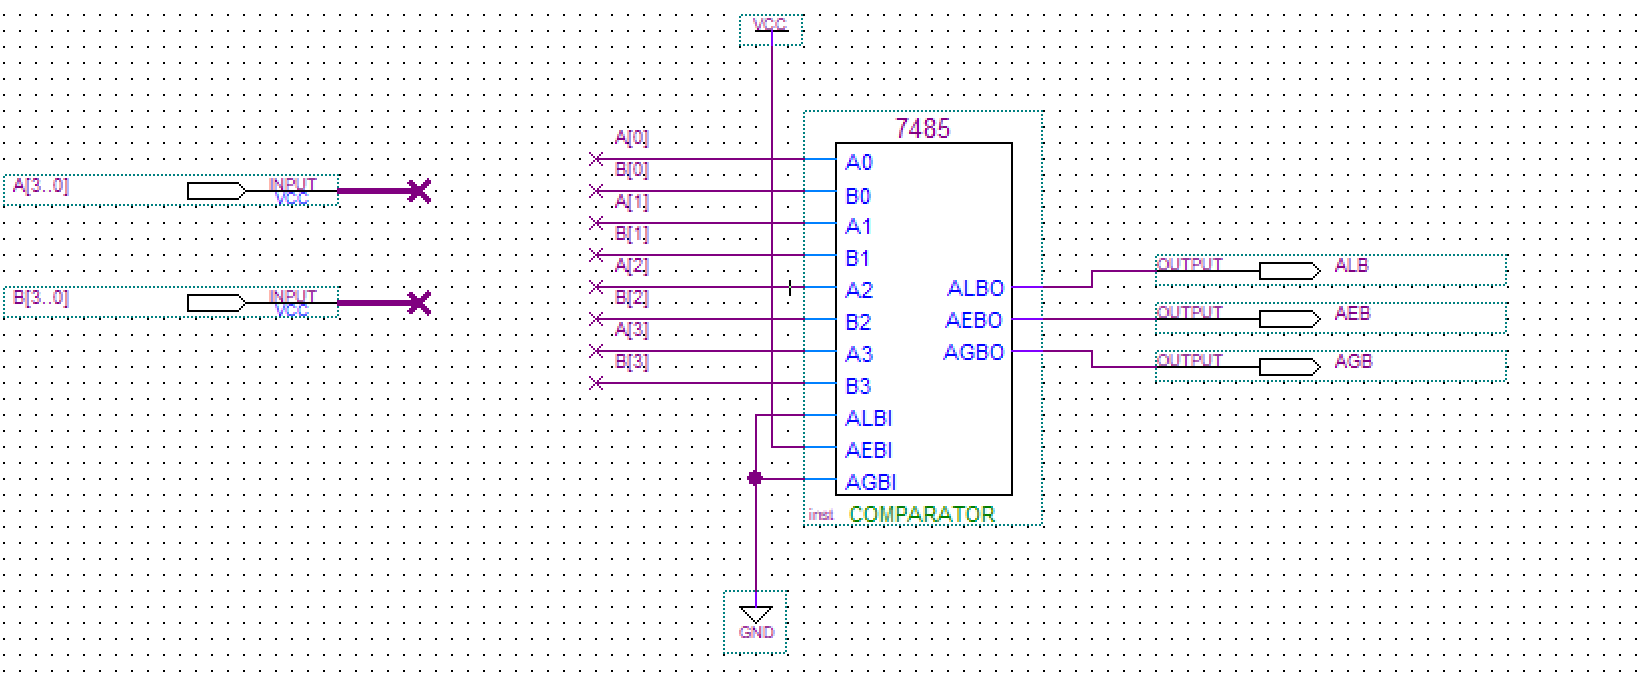 VCC
7485
A[3..0]
INPUT
VCC
B[3..0]
INPUT
VCC
A[0]
B[0]
A[1]
B[1]
A[2]
B[2]
A[3]
B[3]
A0
B0
A1
B1
A2
B2
A3
B3
ALBI
AEBI
AGBI
ALBO
AEBO
AGBO
inst
COMPARATOR
OUTPUT
ALB
OUTPUT
AEB
OUTPUT
AGB
GND